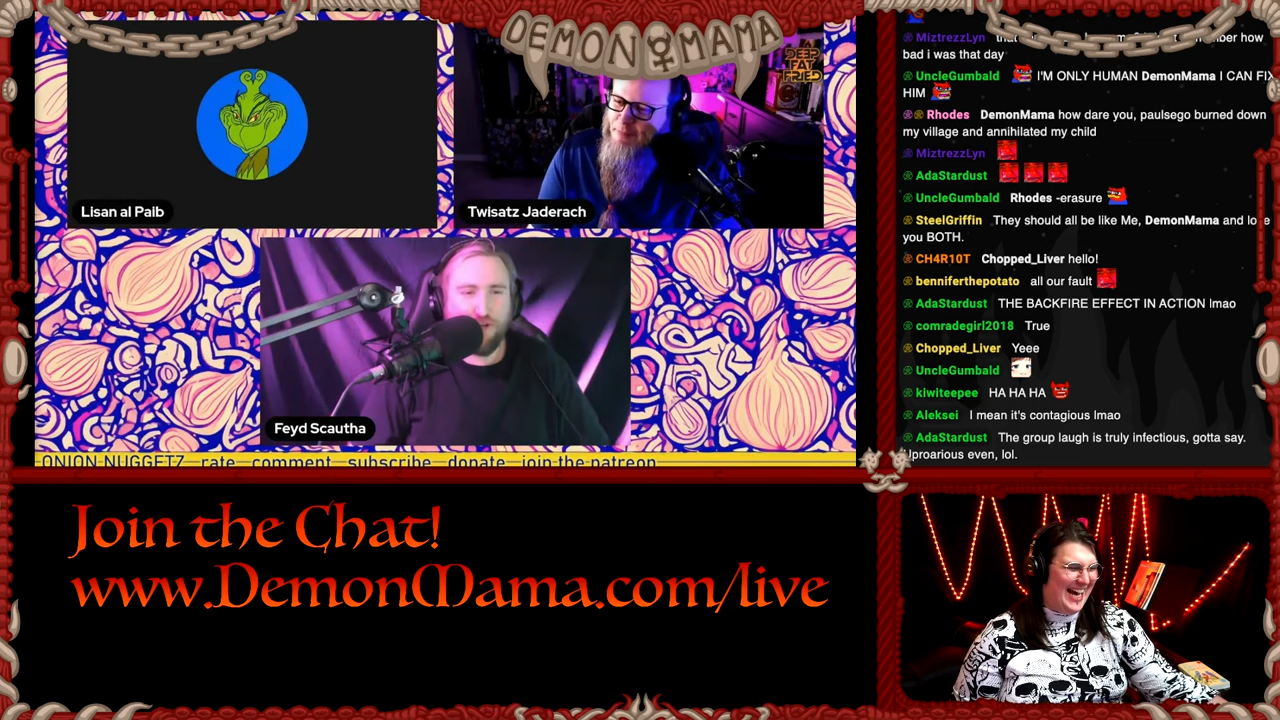 DEMON MAMA
DEEP
FAT
FRIED
Lisan al Paib
Twisatz Jaderach
Feyd Scautha
ONION NUGGETZ rate comment subscribe donate join the patreon
MiztrezzLyn
bad i was that day
UncleGumbald I'M ONLY HUMAN DemonMama I CAN FIX
HIM
Rhodes DemonMama how dare you, paulsego burned down
my village and annihilated my child
MiztrezzLyn
AdaStardust
UncleGumbald Rhodes -erasure
SteelGriffin They should all be like Me, DemonMama and lo e
you BOTH.
CH4R10T Chopped_Liver hello!
benniferthepotato all our fault
AdaStardust THE BACKFIRE EFFECT IN ACTION lmao
comradegirl2018 True
Chopped_Liver Yeee
UncleGumbald
kiwiteepee HA HA HA
Aleksei I mean it's contagious lmao
AdaStardust The group laugh is truly infectious, gotta say.
Uproarious even, lol.
Join the Chat!
www.DemonMama.com/live